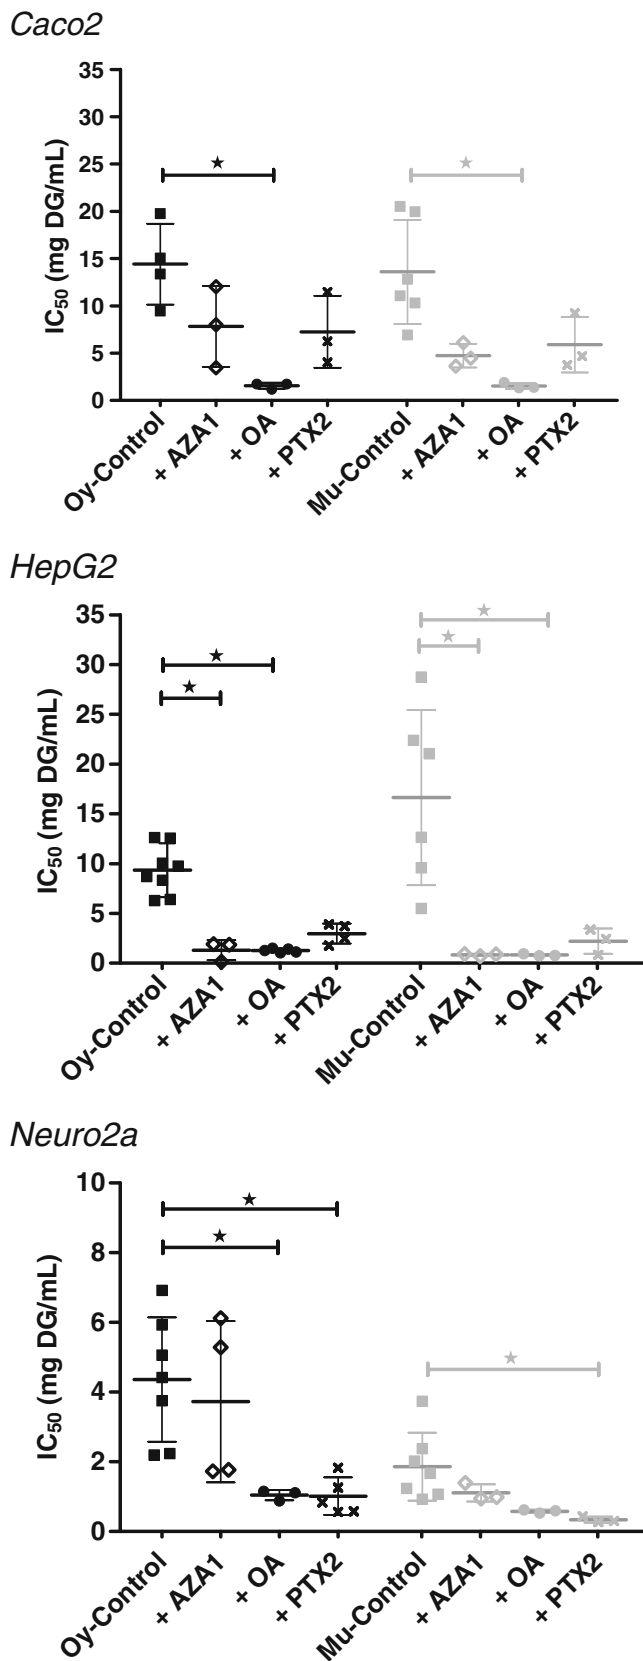 Caco2
IC50 (mg DG/mL)
35
30
25
20
15
10
5
0
Oy-Control
+ AZA1
+ OA
+ PTX2
Mu-Control
+ AZA1
+ OA
+ PTX2
HepG2
IC50 (mg DG/mL)
35
30
25
20
15
10
5
0
Oy-Control
+ AZA1
+ OA
+ PTX2
Mu-Control
+ AZA1
+ OA
+ PTX2
Neuro2a
IC50 (mg DG/mL)
10
8
6
4
2
0
Oy-Control
+ AZA1
+ OA
+ PTX2
Mu-Control
+ AZA1
+ OA
+ PTX2